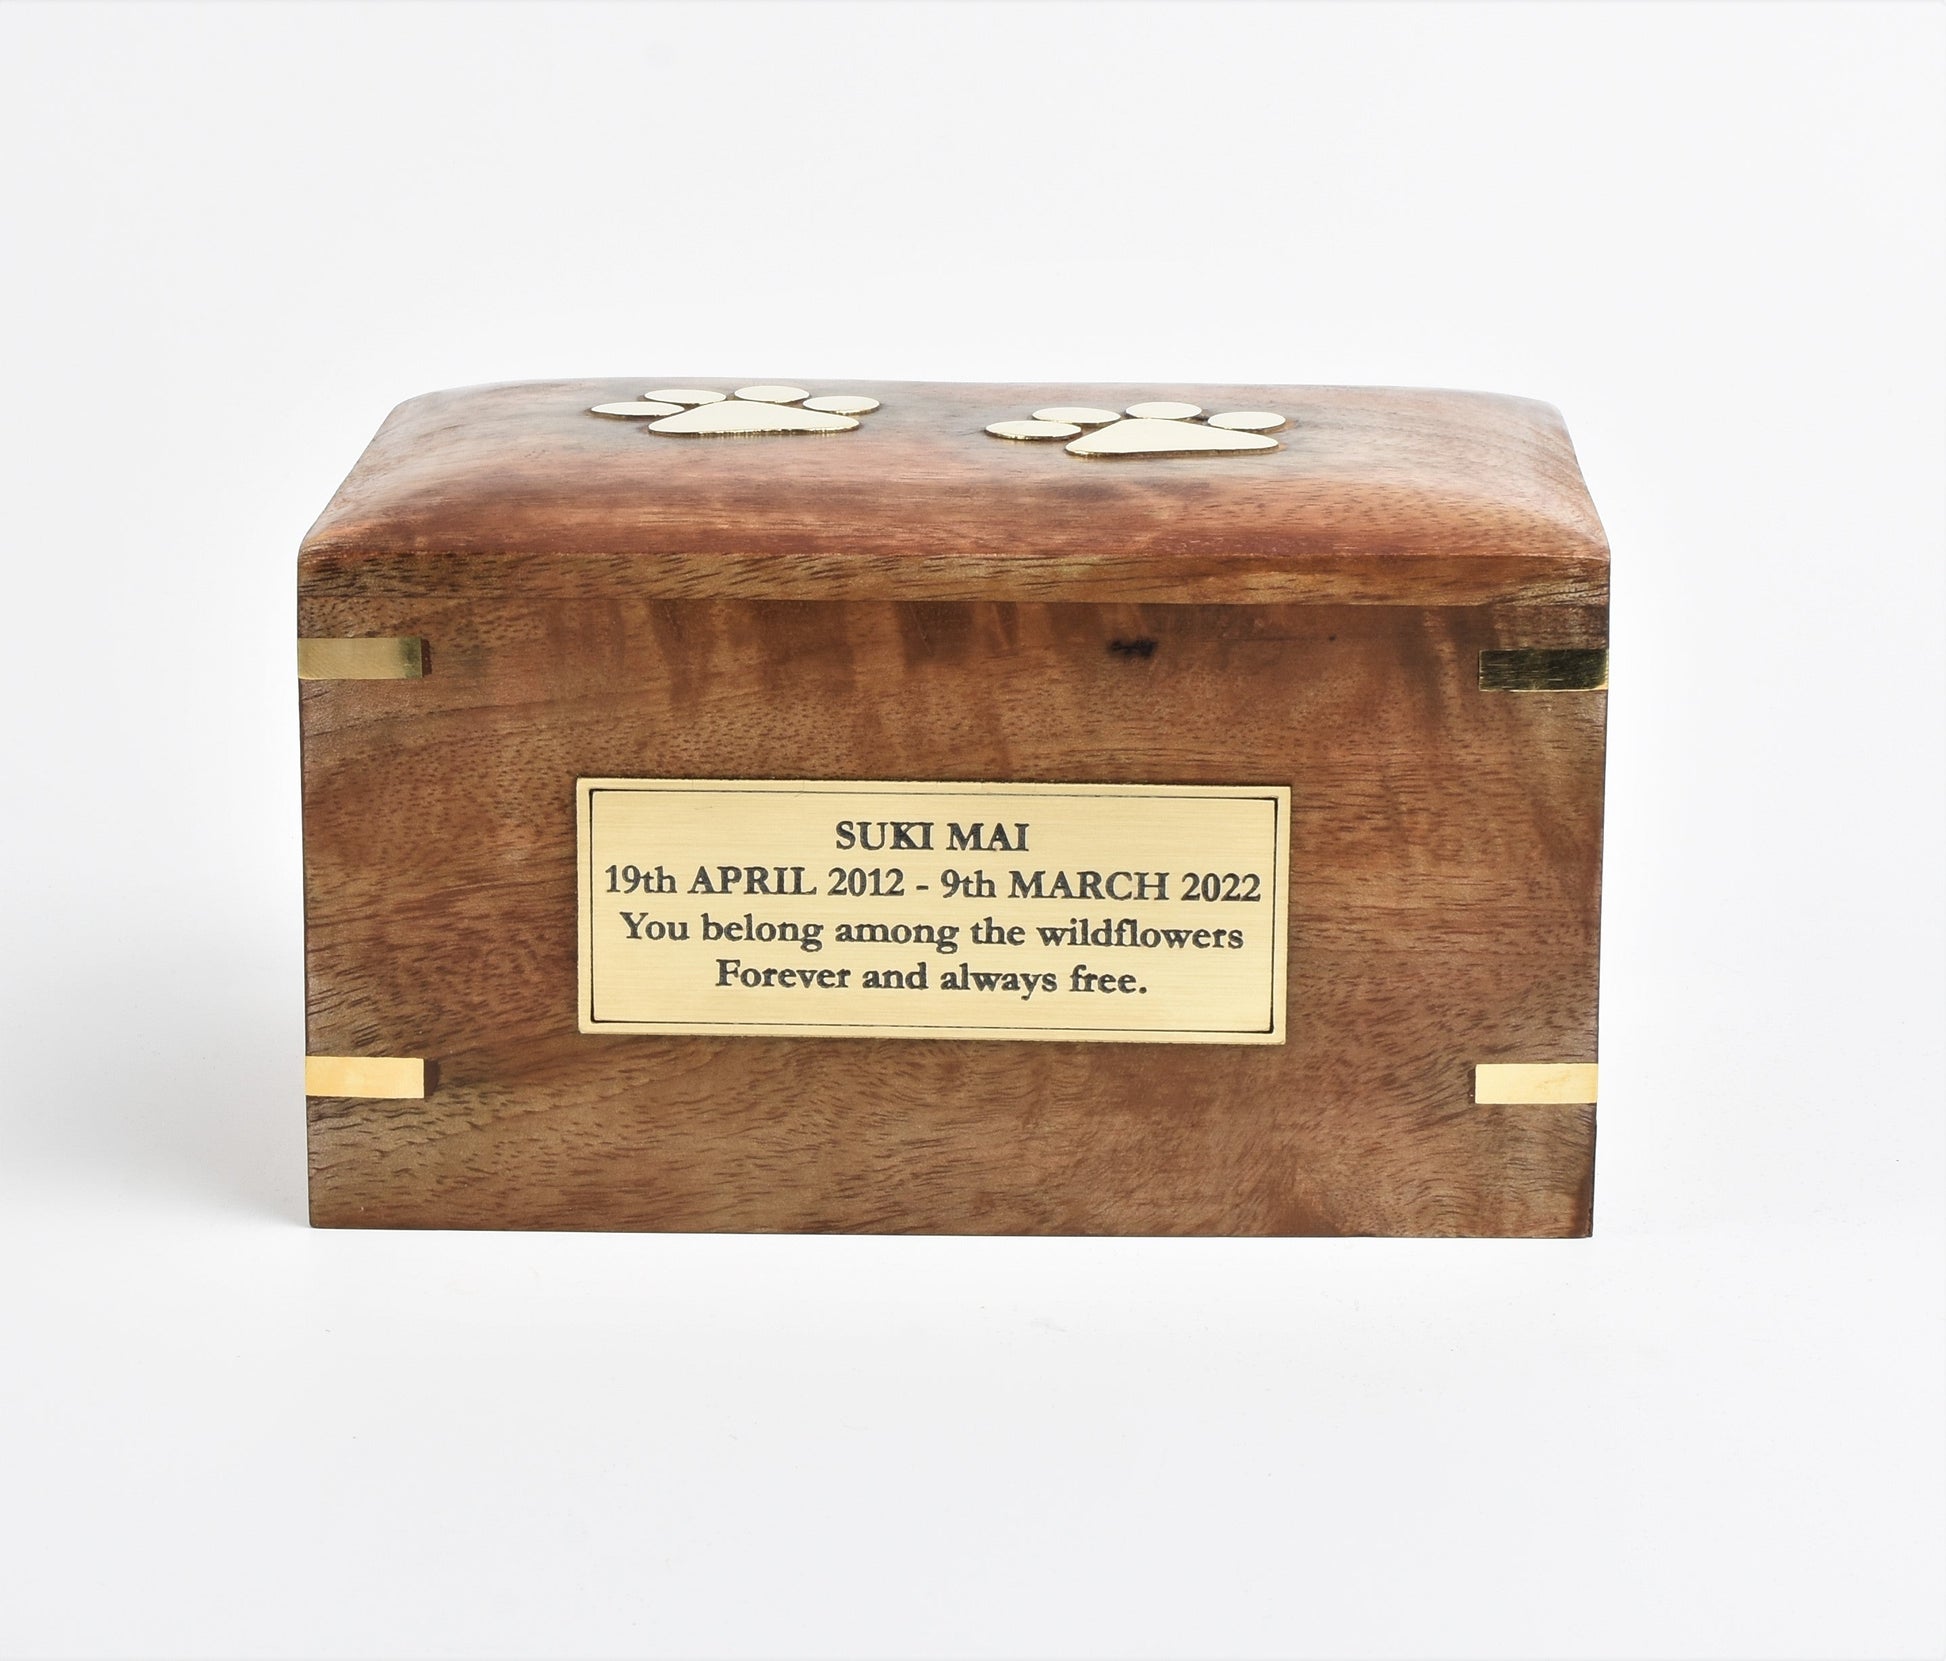 SUKI MAI
19th APRIL 2012 - 9th MARCH 2022
You belong among the wildflowers
Forever and always free.